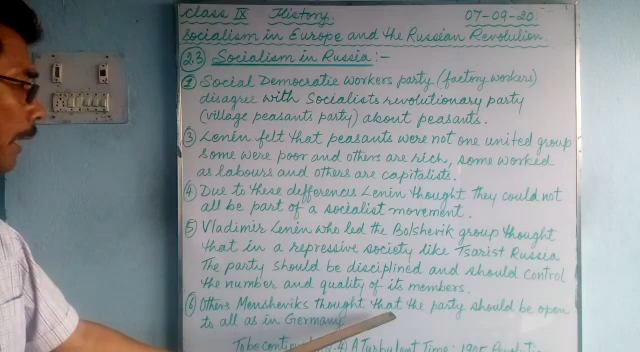 Class IX History. 07-09-20.
Socialism in Europe and the Russian Revolution
2.3 Socialism in Russia :-
1 Social Democratic workers party (factory workers)
disagree with Socialists revolutionary party
(village peasants party) about peasants.
3 Lenin felt that peasants were not one united group
some were poor and others are rich, some worked
as labours and others are capitalists.
4 Due to these differences Lenin thought they could not
all be part of a socialist movement.
5 Vladimir Lenin who led the Bolshevik group thought
that in a repressive society like Tsarist Russia
The party should be disciplined and should control
the number and quality of its members.
6 Others Mensheviks thought that the party should be open
to all as in Germany.
To be continued 2.4) A Turbulent Time: 1905 Revolution